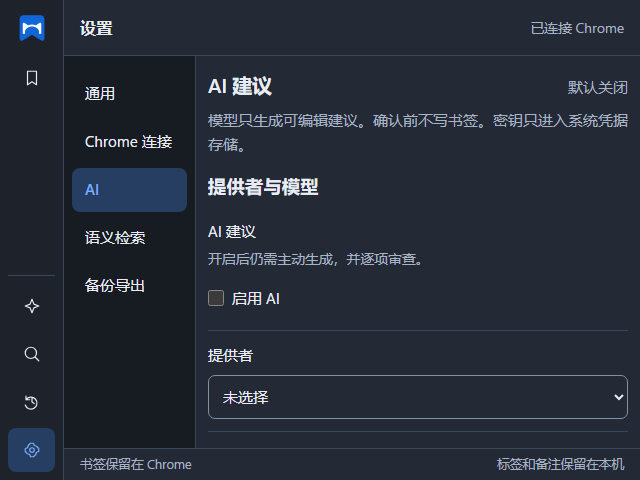 设置
已连接 Chrome
通用
Chrome 连接
AI
语义检索
备份导出
AI 建议
默认关闭
模型只生成可编辑建议。确认前不写书签。密钥只进入系统凭据
存储。
提供者与模型
AI 建议
开启后仍需主动生成，并逐项审查。
启用 AI
提供者
未选择
书签保留在 Chrome
标签和备注保留在本机